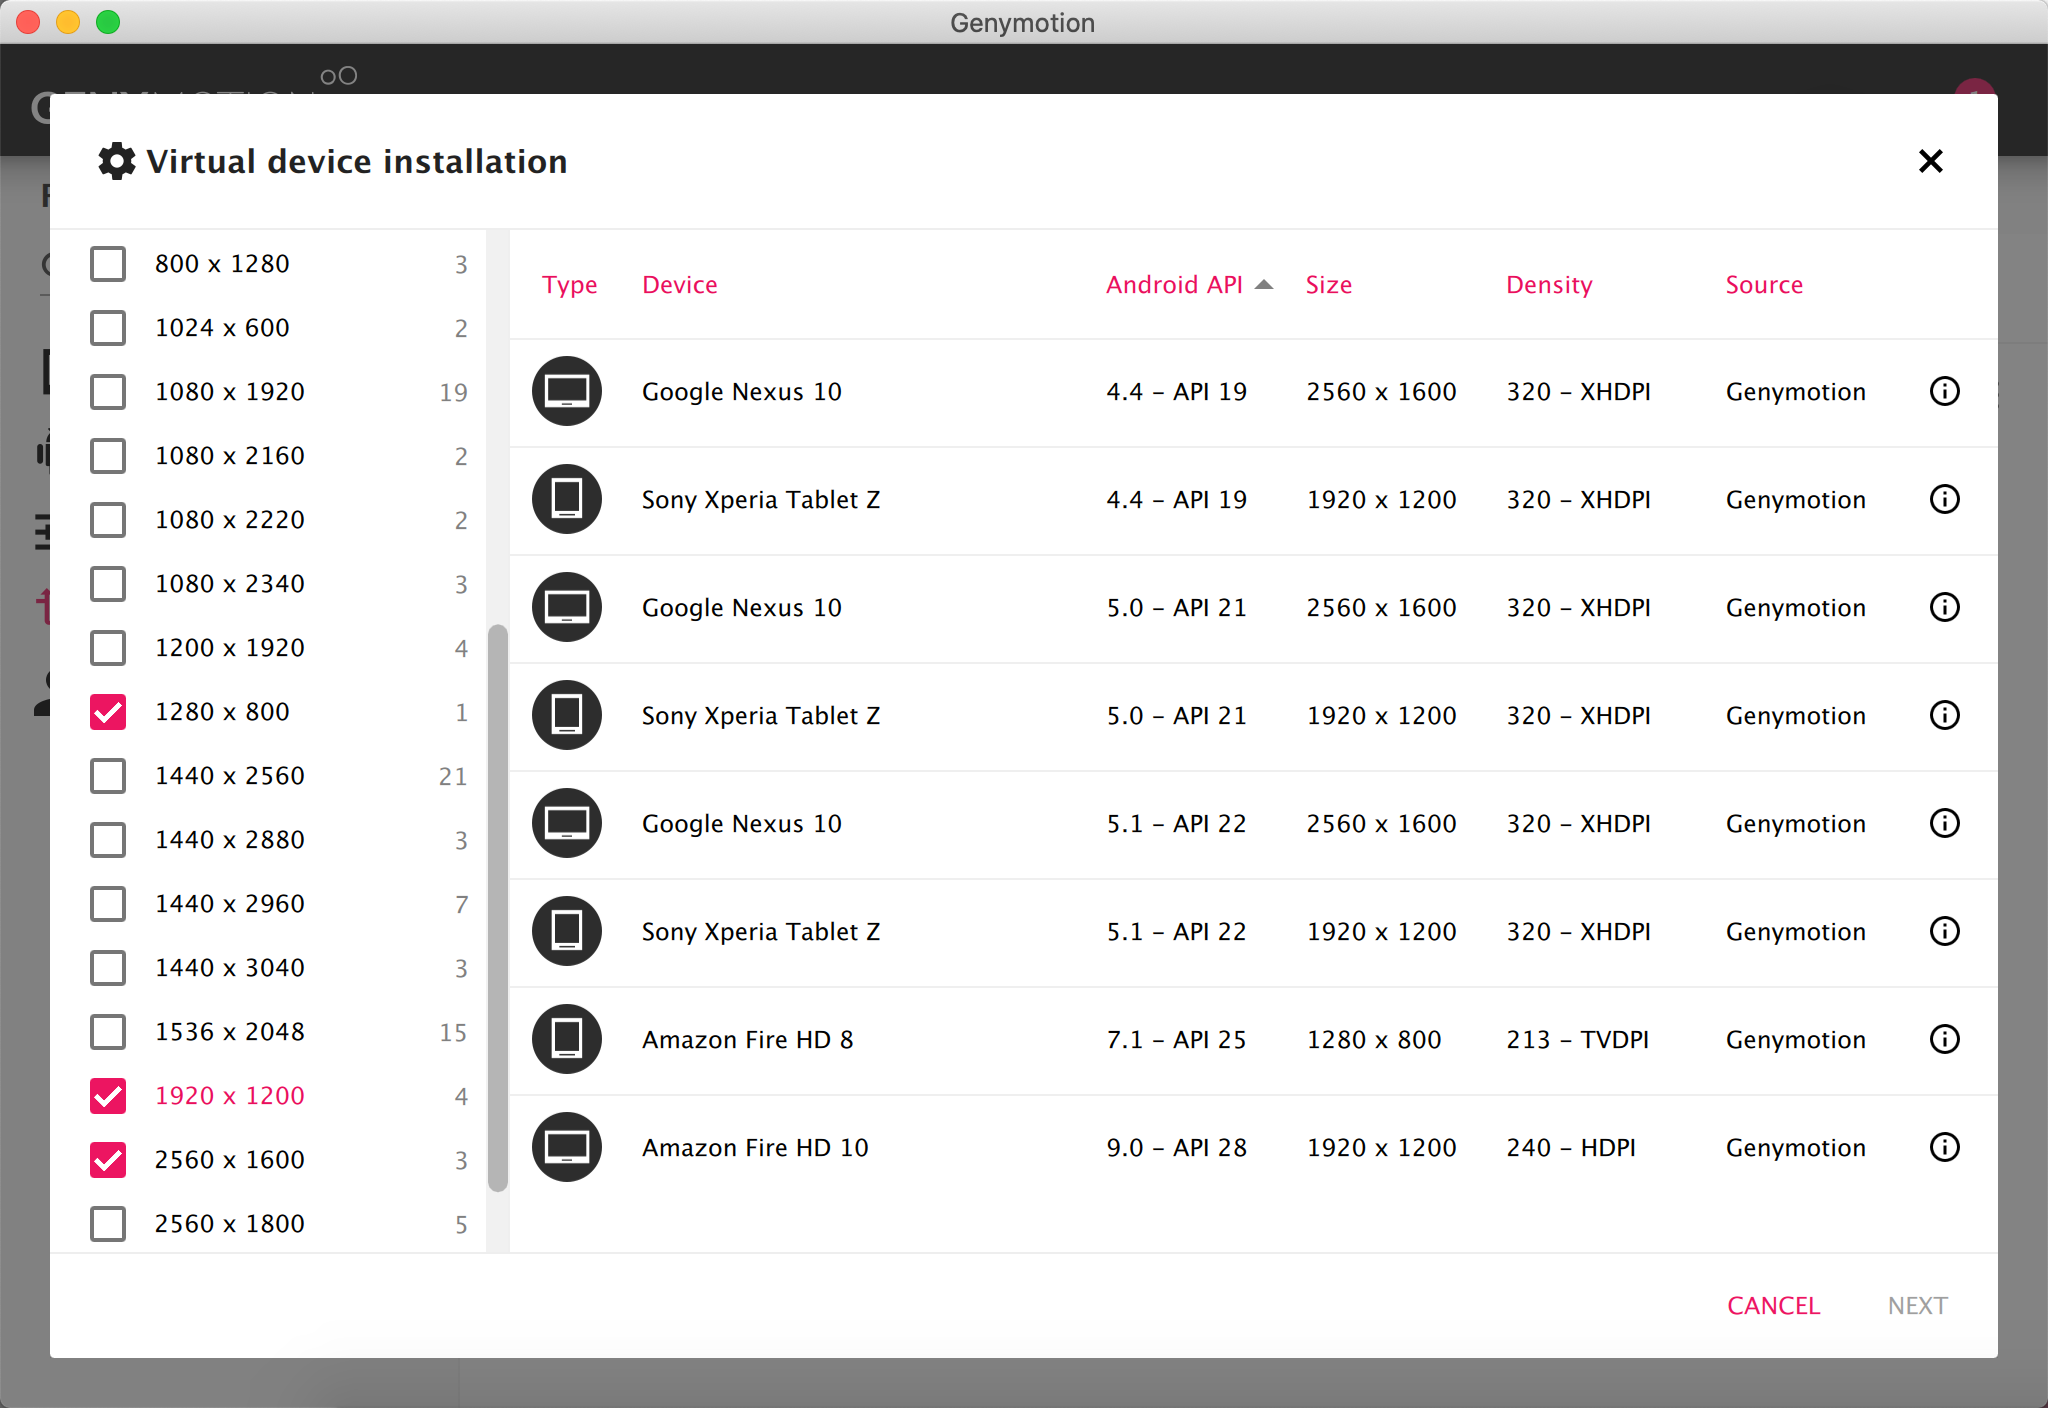 Genymotion
Virtual device installation
800 x 1280 3
1024 x 600 2
1080 x 1920 19
1080 x 2160 2
1080 x 2220 2
1080 x 2340 3
1200 x 1920 4
1280 x 800 1
1440 x 2560 21
1440 x 2880 3
1440 x 2960 7
1440 x 3040 3
1536 x 2048 15
1920 x 1200 4
2560 x 1600 3
2560 x 1800 5
Type Device Android API Size Density Source
Google Nexus 10 4.4 – API 19 2560 x 1600 320 – XHDPI Genymotion
Sony Xperia Tablet Z 4.4 – API 19 1920 x 1200 320 – XHDPI Genymotion
Google Nexus 10 5.0 – API 21 2560 x 1600 320 – XHDPI Genymotion
Sony Xperia Tablet Z 5.0 – API 21 1920 x 1200 320 – XHDPI Genymotion
Google Nexus 10 5.1 – API 22 2560 x 1600 320 – XHDPI Genymotion
Sony Xperia Tablet Z 5.1 – API 22 1920 x 1200 320 – XHDPI Genymotion
Amazon Fire HD 8 7.1 – API 25 1280 x 800 213 – TVDPI Genymotion
Amazon Fire HD 10 9.0 – API 28 1920 x 1200 240 – HDPI Genymotion
CANCEL NEXT